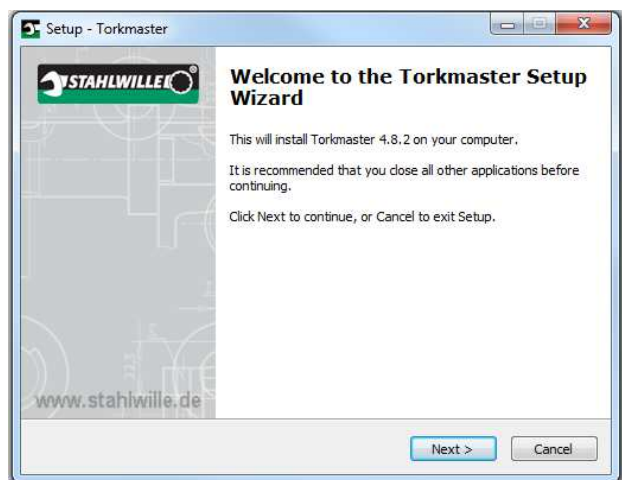 Setup - Torkmaster
STAHLWILLE
Welcome to the Torkmaster Setup
Wizard
This will install Torkmaster 4.8.2 on your computer.
It is recommended that you close all other applications before
continuing.
Click Next to continue, or Cancel to exit Setup.
www.stahlwille.de
Next >
Cancel